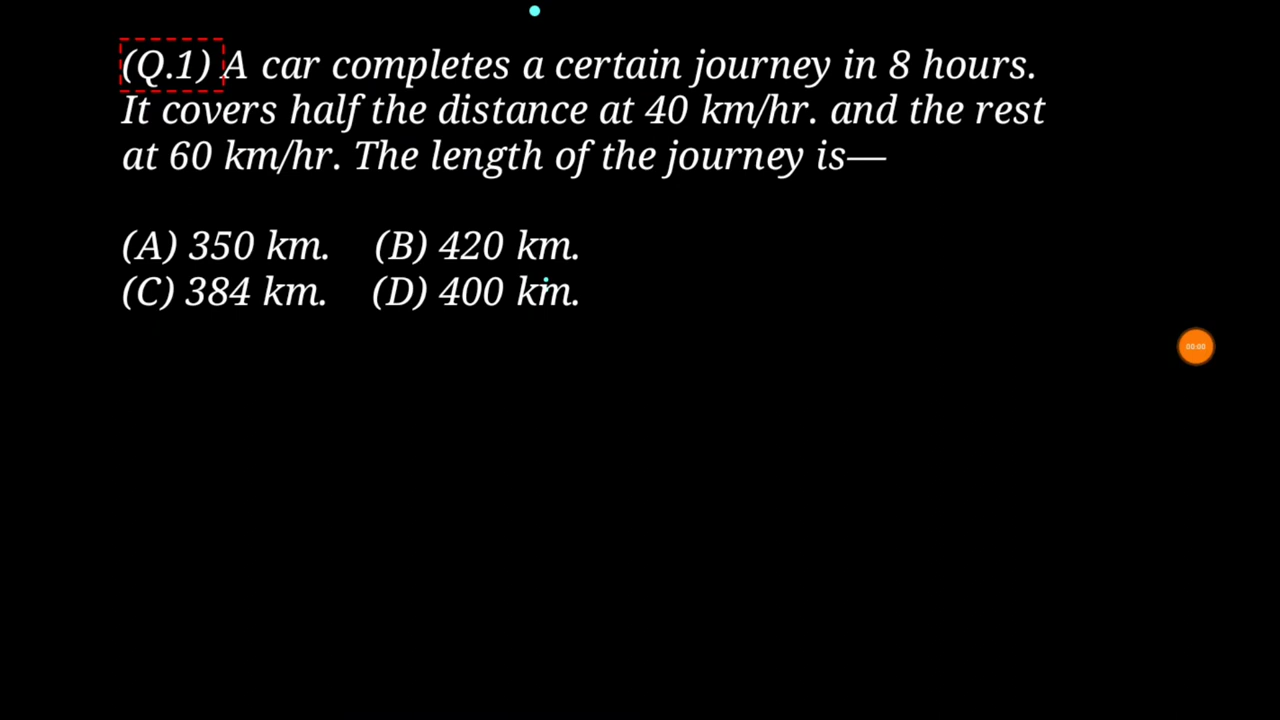 (Q.1) A car completes a certain journey in 8 hours.
It covers half the distance at 40 km/hr. and the rest
at 60 km/hr. The length of the journey is—
(A) 350 km. (B) 420 km.
(C) 384 km. (D) 400 km.
00:00